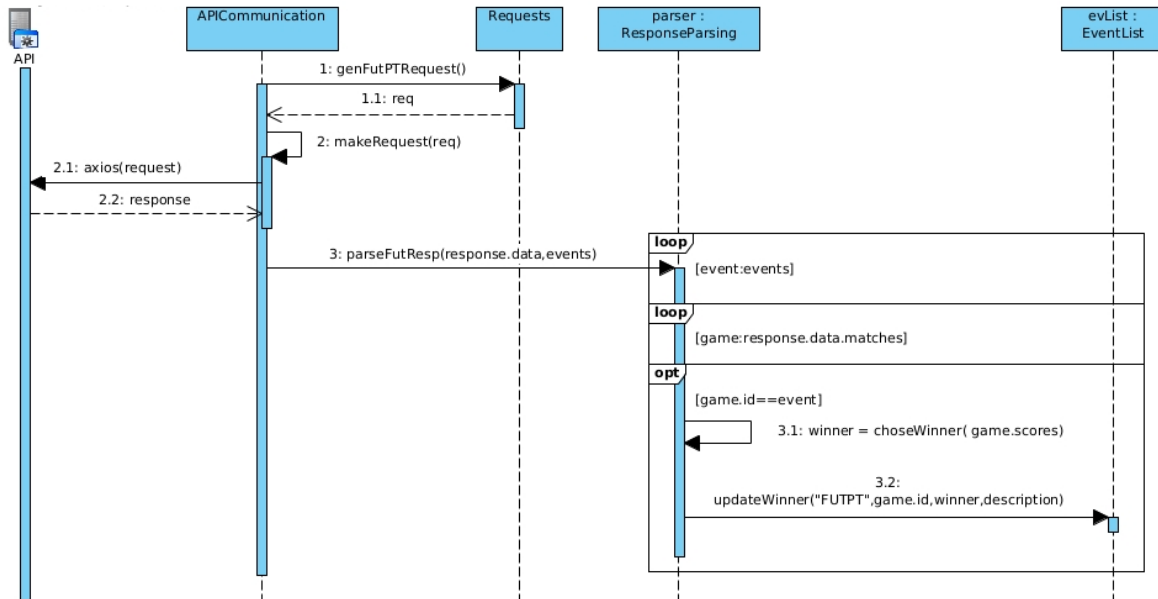 API
APICommunication
Requests
parser :
ResponseParsing
evList :
EventList
1: genFutPTRequest()
1.1: req
2: makeRequest(req)
2.1: axios(request)
2.2: response
loop
3: parseFutResp(response.data,events)
[event:events]
loop
[game:response.data.matches]
opt
[game.id==event]
3.1: winner = choseWinner( game.scores)
3.2:
updateWinner("FUTPT",game.id,winner,description)